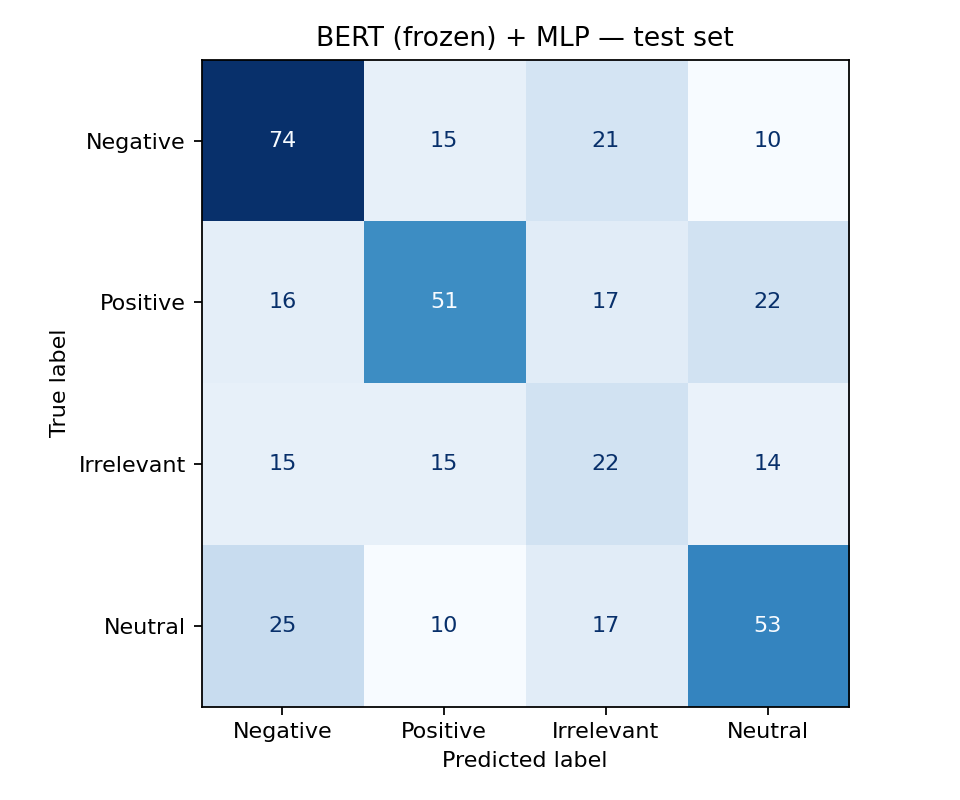 BERT (frozen) + MLP — test set
Negative 74 15 21 10
Positive 16 51 17 22
Irrelevant 15 15 22 14
Neutral 25 10 17 53
True label
Negative Positive Irrelevant Neutral
Predicted label